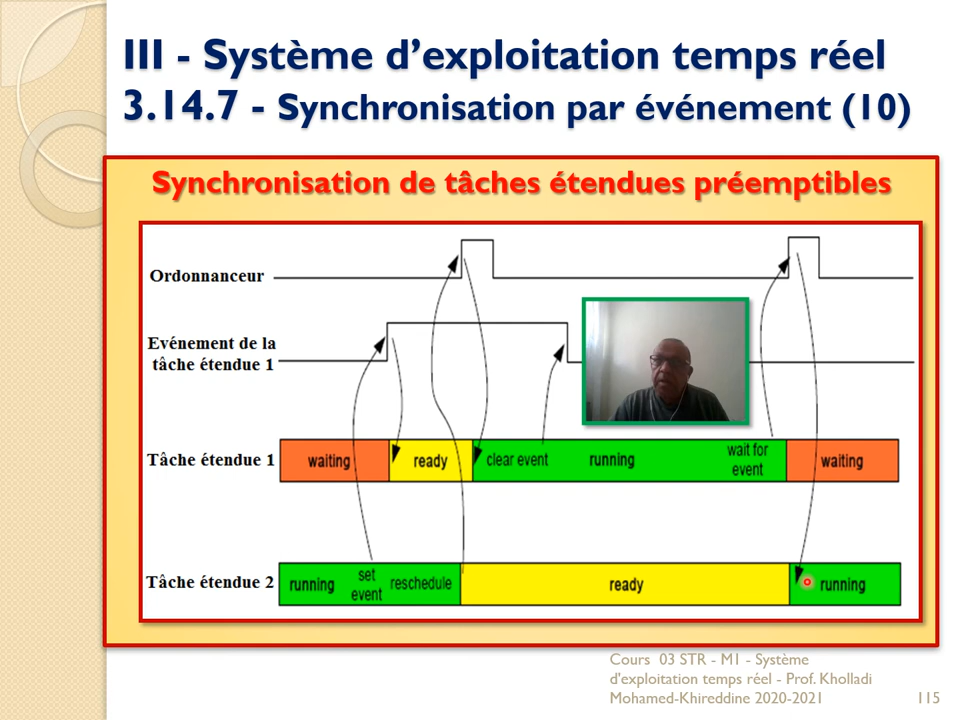 III - Système d'exploitation temps réel
3.14.7 - Synchronisation par événement (10)
Synchronisation de tâches étendues préemptibles
Ordonnanceur
Evénement de la
tâche étendue 1
Tâche étendue 1
waiting
ready
clear event
running
wait for
event
waiting
Tâche étendue 2
running
set
event
reschedule
ready
running
Cours 03 STR - M1 - Système
d'exploitation temps réel - Prof. Kholladi
Mohamed-Khireddine 2020-2021
115